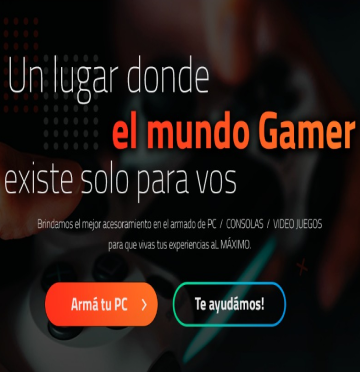 Un lugar donde
el mundo Gamer
existe solo para vos
Brindamos el mejor acesoramiento en el armado de PC / CONSOLAS / VIDEO JUEGOS
para que vivas tus experiencias aL MÁXIMO.
Armá tu PC
Te ayudámos!